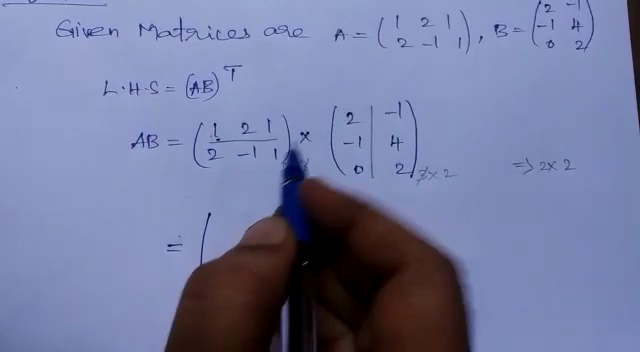 Given Matrices are A = ( 1 2 1 2 -1 1 ) , B = ( 2 -1 -1 4 0 2 )
L.H.S = (AB)^T
AB = ( 1 2 1 2 -1 1 ) × ( 2 -1 -1 4 0 2 ) 3×2 ⇒ 2×2
= (